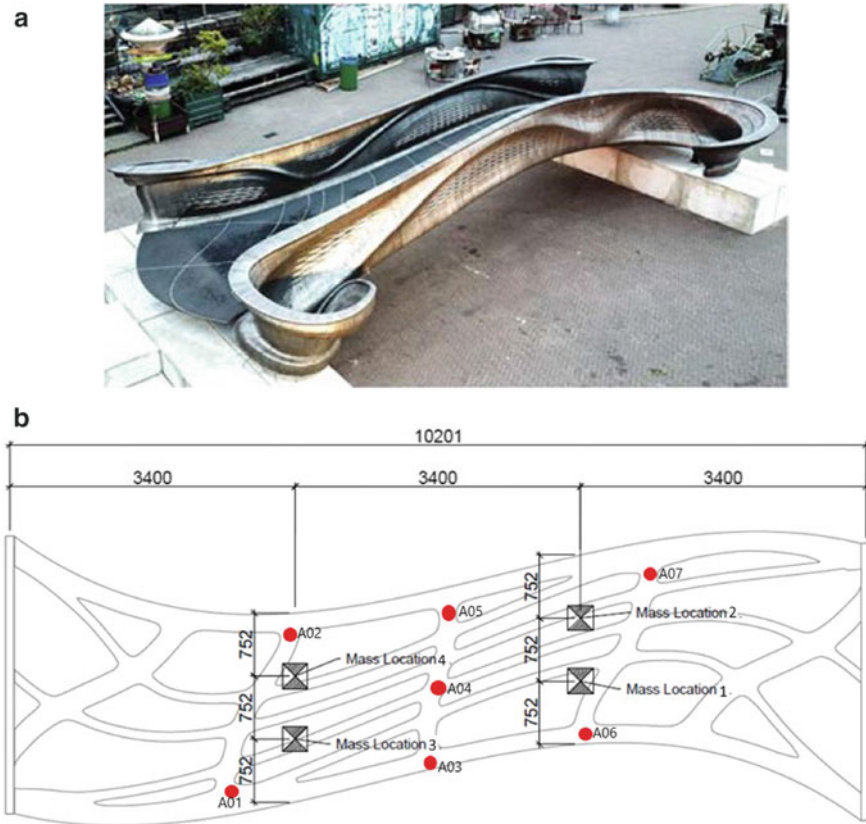 a
b
10201
3400 3400 3400
752
A07
752
A05
Mass Location 2
A02
752
752
Mass Location 4
A04
Mass Location 1
752
752
Mass Location 3
A06
A03
752
A01